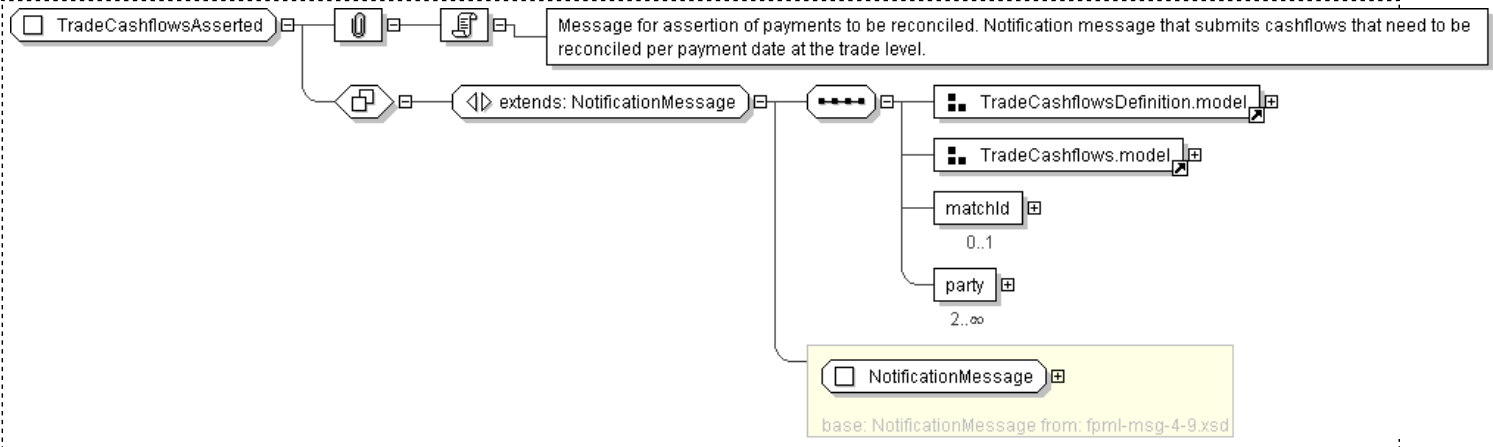 TradeCashflowsAsserted
Message for assertion of payments to be reconciled. Notification message that submits cashflows that need to be
reconciled per payment date at the trade level.
extends: NotificationMessage
TradeCashflowsDefinition.model
TradeCashflows.model
matchId
0..1
party
2..∞
NotificationMessage
base: NotificationMessage from: fpml-msg-4-9.xsd